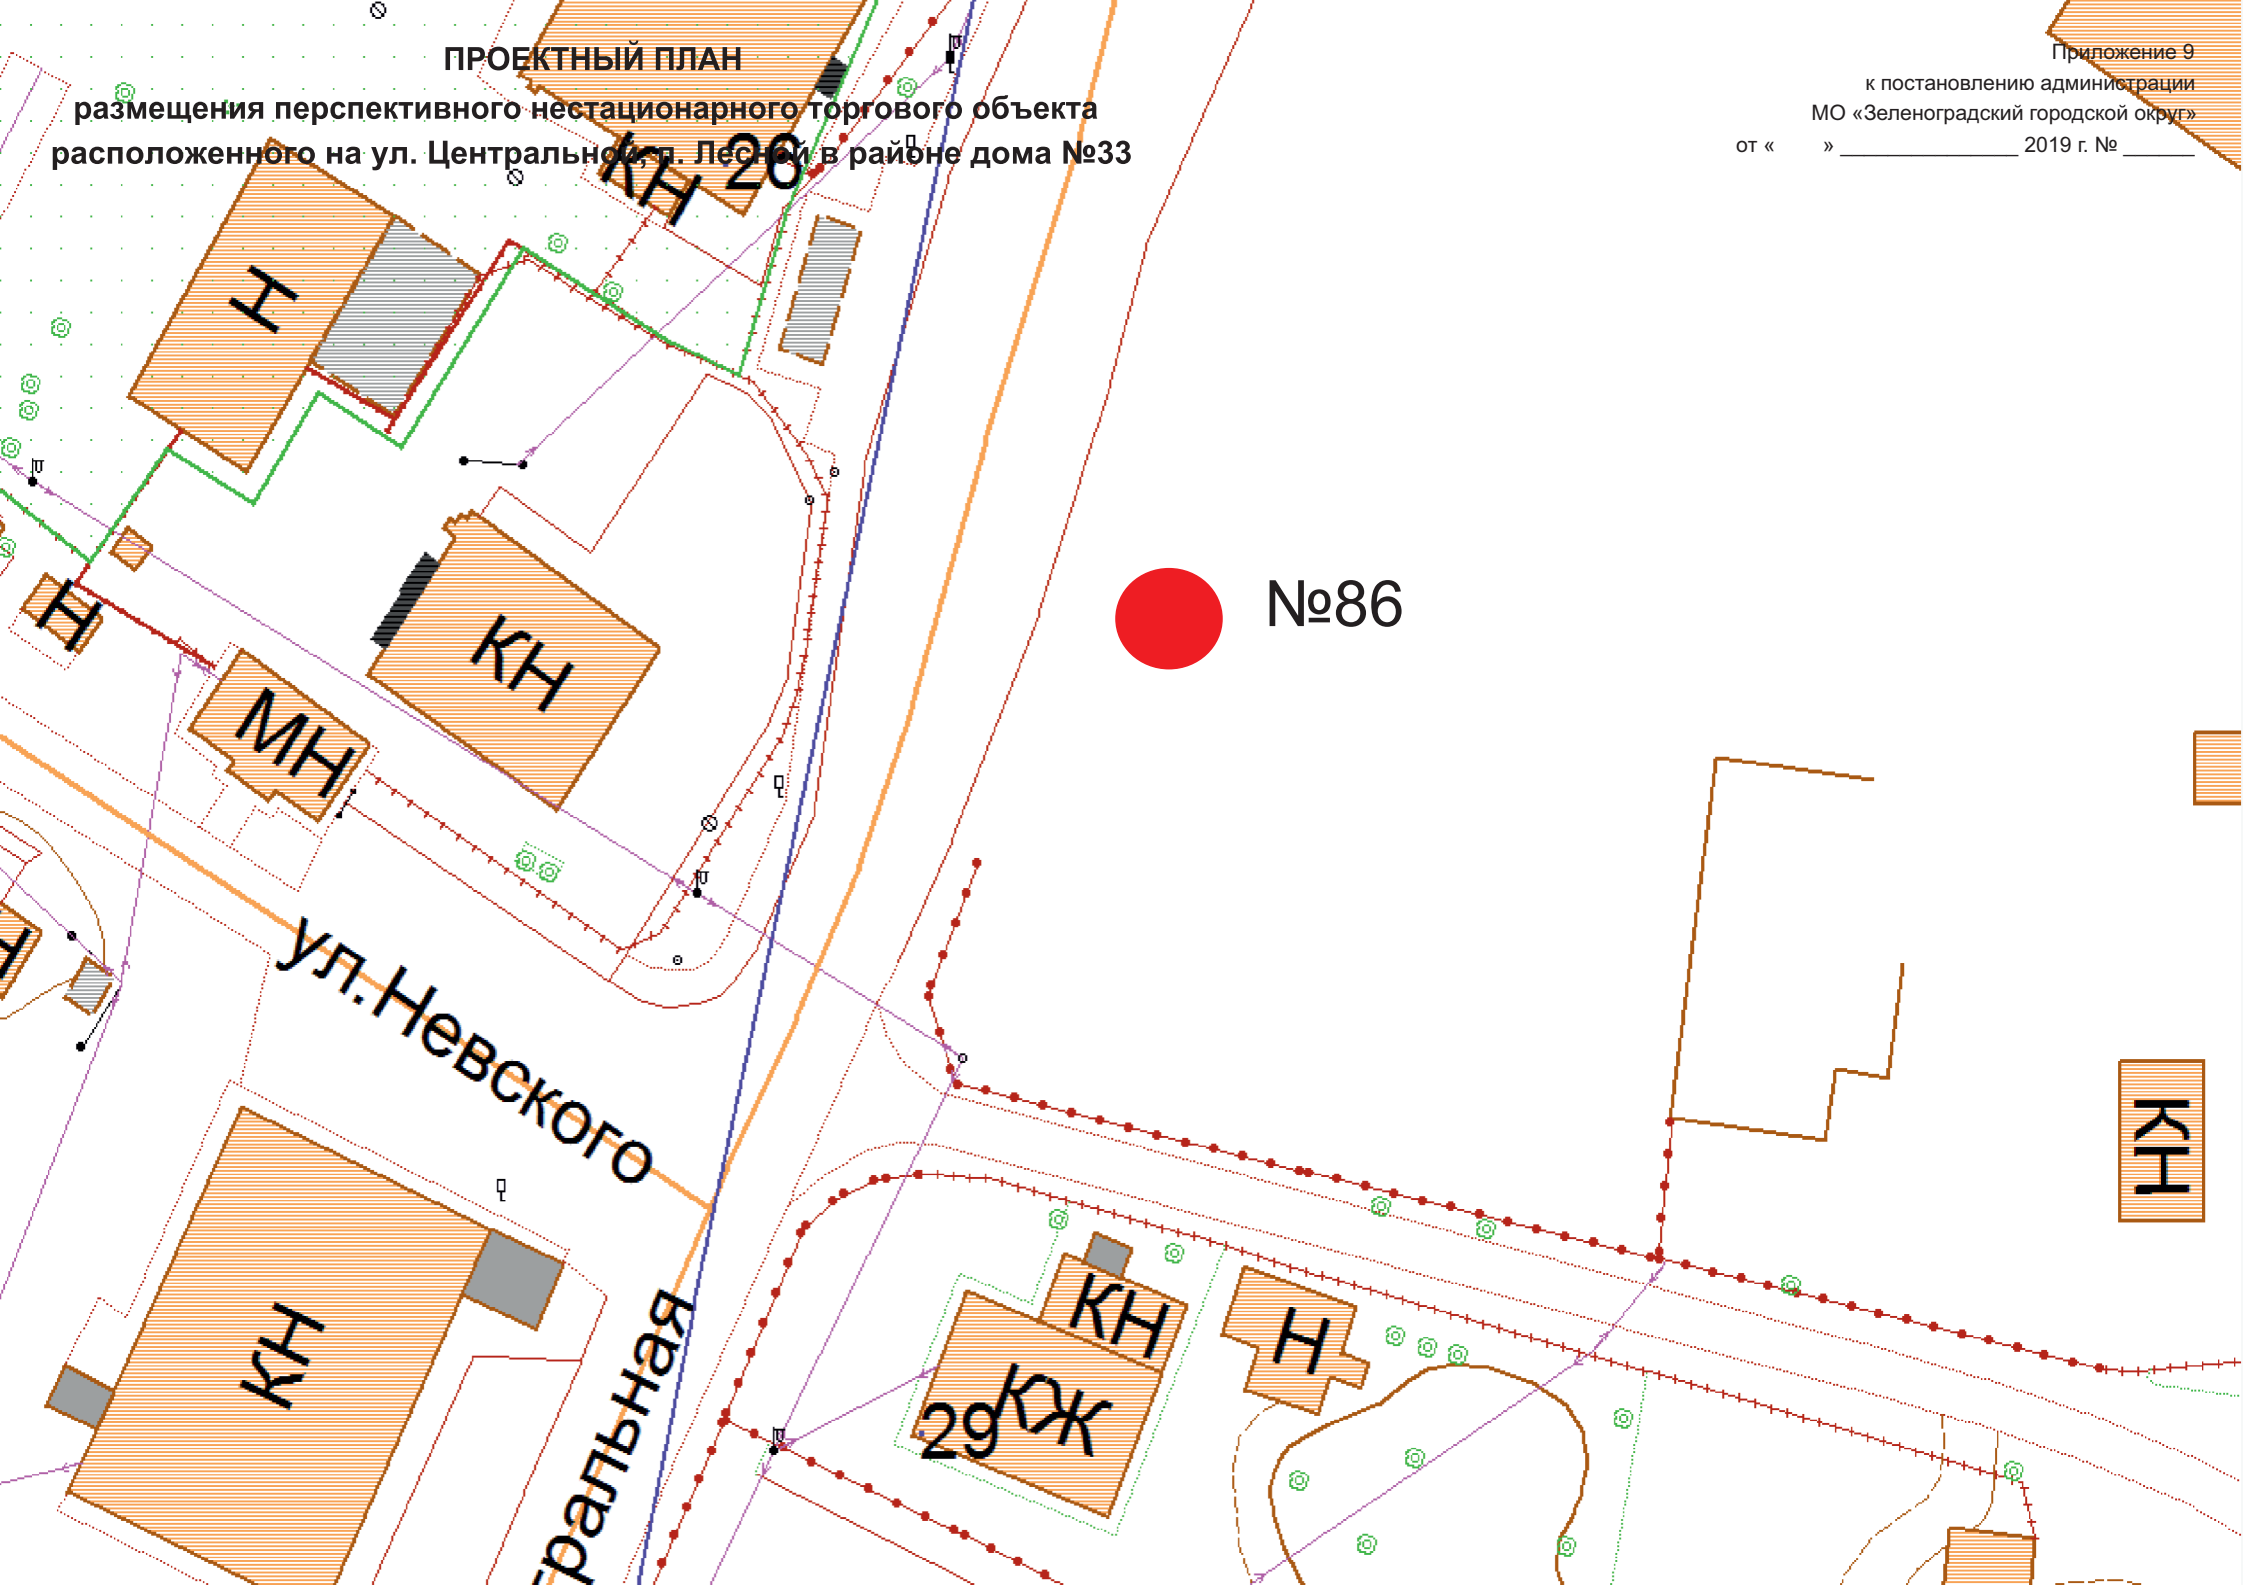 ПРОЕКТНЫЙ ПЛАН
размещения перспективного нестационарного торгового объекта
расположенного на ул. Центральной, п. Лесной в районе дома №33
Приложение 9
к постановлению администрации
МО «Зеленоградский городской округ»
от « » _______________ 2019 г. № ______
КН
26
Н
№86
Н
КН
МН
Н
ул.Невского
КН
КН
тральная
КН
Н
КЖ
29